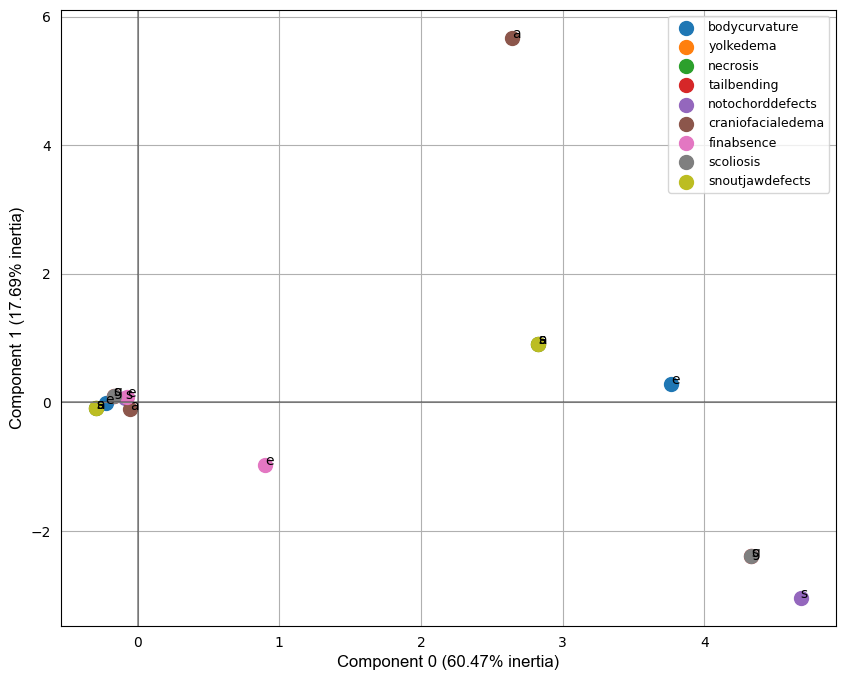 bodycurvature
yolkedema
necrosis
tailbending
notochorddefects
craniofacialedema
finabsence
scoliosis
snoutjawdefects
6
4
2
0
−2
0
1
2
3
4
Component 0 (60.47% inertia)
Component 1 (17.69% inertia)
a
e
s
e
e
s
e
a